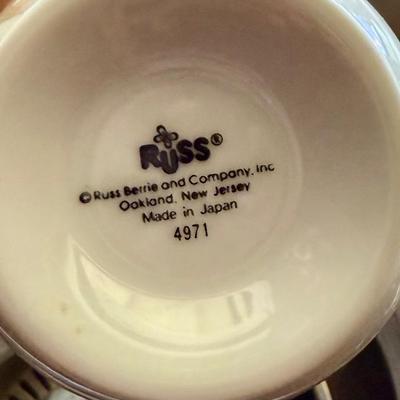 RUSS®
© Russ Berrie and Company, Inc
Oakland, New Jersey
Made in Japan
4971